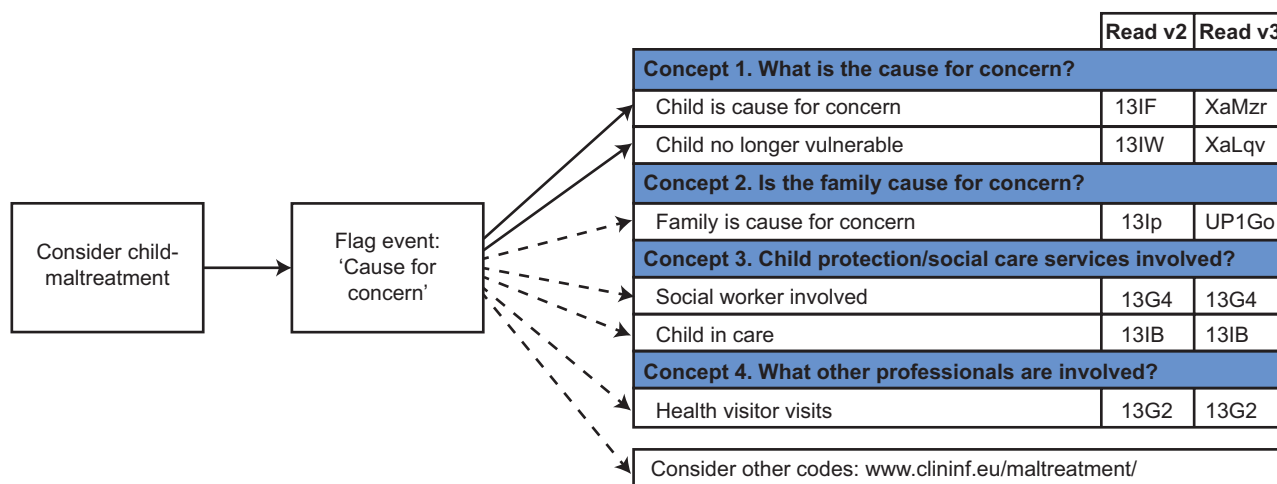 Read v2 Read v3
Concept 1. What is the cause for concern?
Child is cause for concern 13IF XaMzr
Child no longer vulnerable 13IW XaLqv
Concept 2. Is the family cause for concern?
Family is cause for concern 13Ip UP1Go
Concept 3. Child protection/social care services involved?
Social worker involved 13G4 13G4
Child in care 13IB 13IB
Concept 4. What other professionals are involved?
Health visitor visits 13G2 13G2
Consider other codes: www.clininf.eu/maltreatment/
Consider child-
maltreatment
Flag event:
‘Cause for
concern’